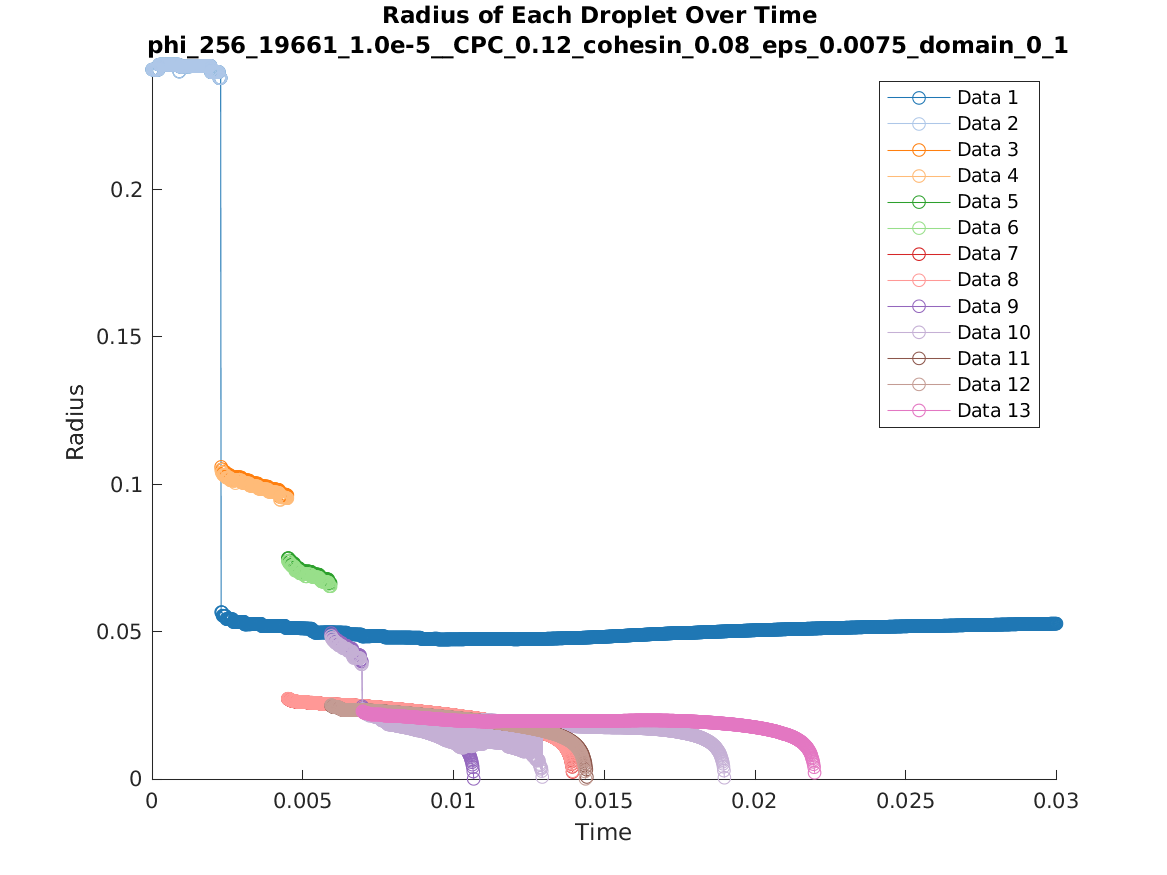 Radius of Each Droplet Over Time
phi_256_19661_1.0e-5__CPC_0.12_cohesin_0.08_eps_0.0075_domain_0_1
Data 1
Data 2
Data 3
Data 4
Data 5
Data 6
Data 7
Data 8
Data 9
Data 10
Data 11
Data 12
Data 13
Radius
0.2
0.15
0.1
0.05
0
0 0.005 0.01 0.015 0.02 0.025 0.03
Time